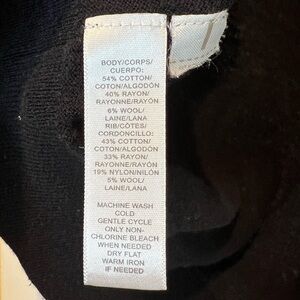 BODY/CORPS/
CUERPO:
54% COTTON/
COTON/ALGODÓN
40% RAYON/
RAYONNE/RAYÓN
6% WOOL/
LAINE/LANA
RIB/CÔTES/
CORDONCILLO:
43% COTTON/
COTON/ALGODÓN
33% RAYON/
RAYONNE/RAYÓN
19% NYLON/NILÓN
5% WOOL/
LAINE/LANA
MACHINE WASH
COLD
GENTLE CYCLE
ONLY NON-
CHLORINE BLEACH
WHEN NEEDED
DRY FLAT
WARM IRON
IF NEEDED